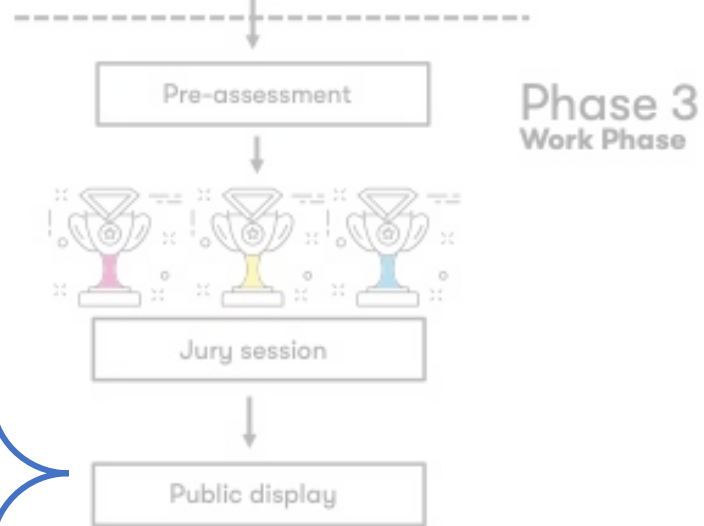 Pre-assessment
Phase 3
Work Phase
Jury session
Public display